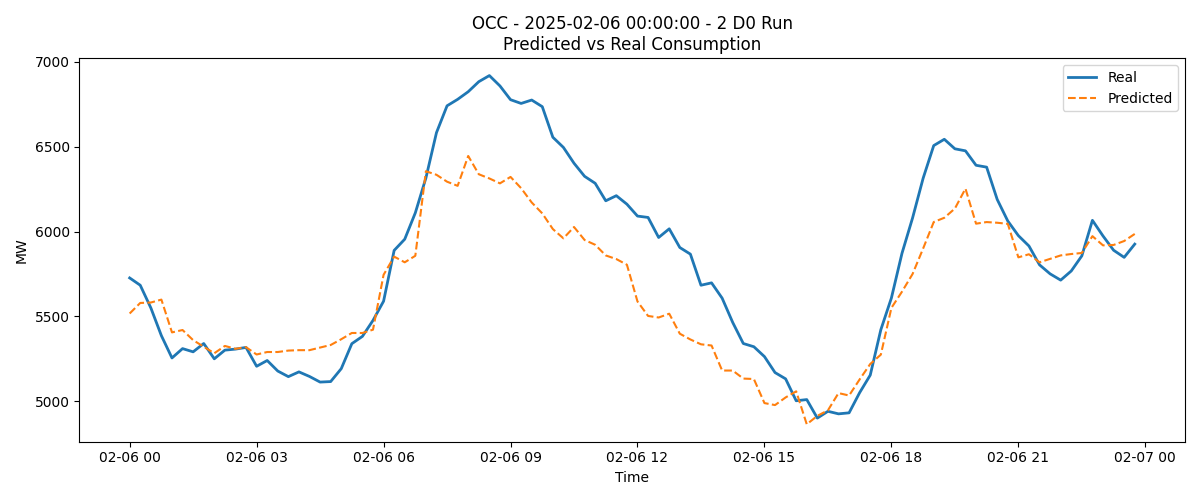 OCC - 2025-02-06 00:00:00 - 2 D0 Run
Predicted vs Real Consumption
7000
6500
6000
5500
5000
MW
Real
Predicted
02-06 00
02-06 03
02-06 06
02-06 09
02-06 12
02-06 15
02-06 18
02-06 21
02-07 00
Time